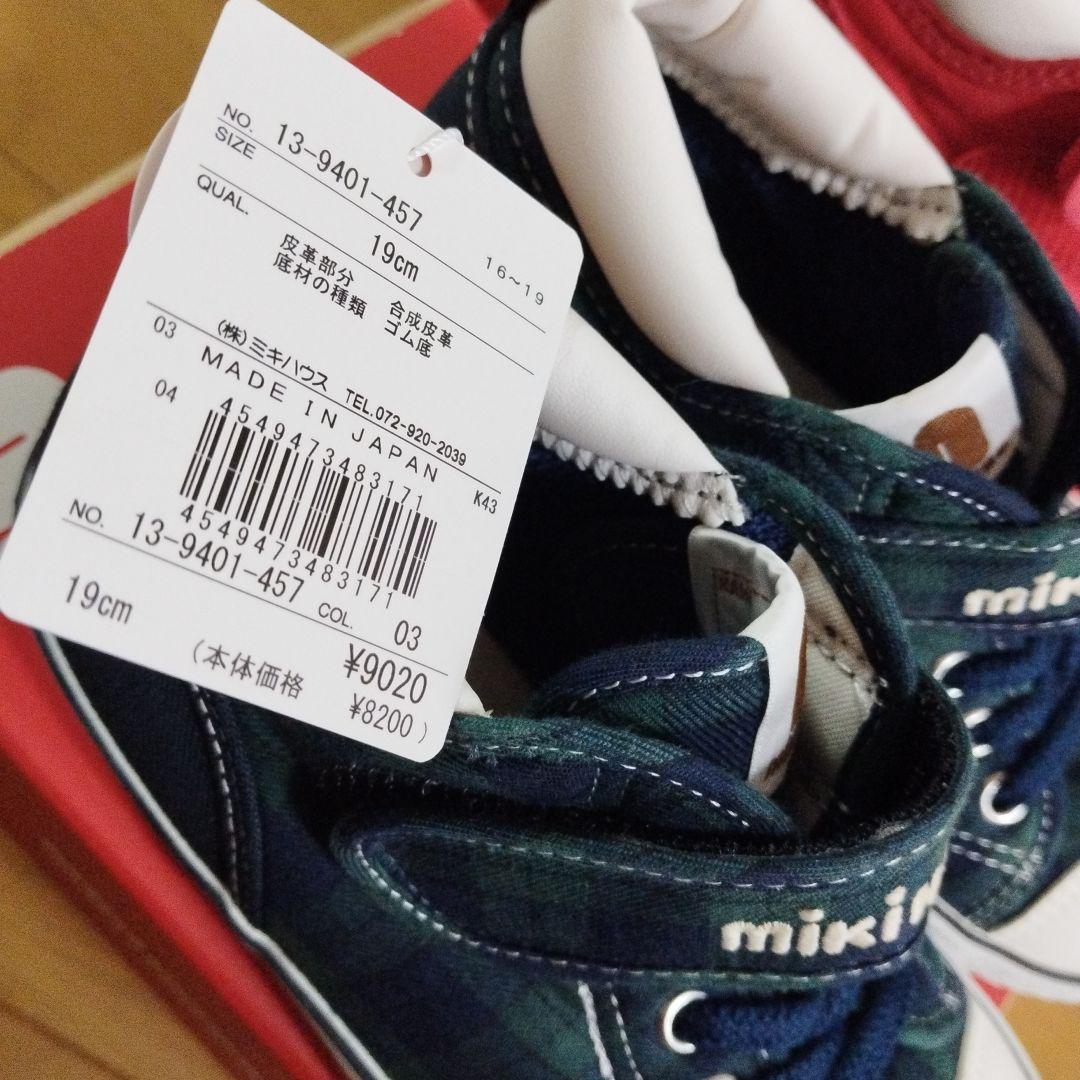 NO. 13-9401-457
SIZE 19cm 16~19
QUAL.
皮革部分 合成皮革
底材の種類 ゴム底
03 (株)ミキハウス TEL.072-920-2039
04 MADE IN JAPAN K43
4549473483171
4549473483171
NO. 13-9401-457 COL. 03
19cm ¥9020
(本体価格 ¥8200)
mik
miki